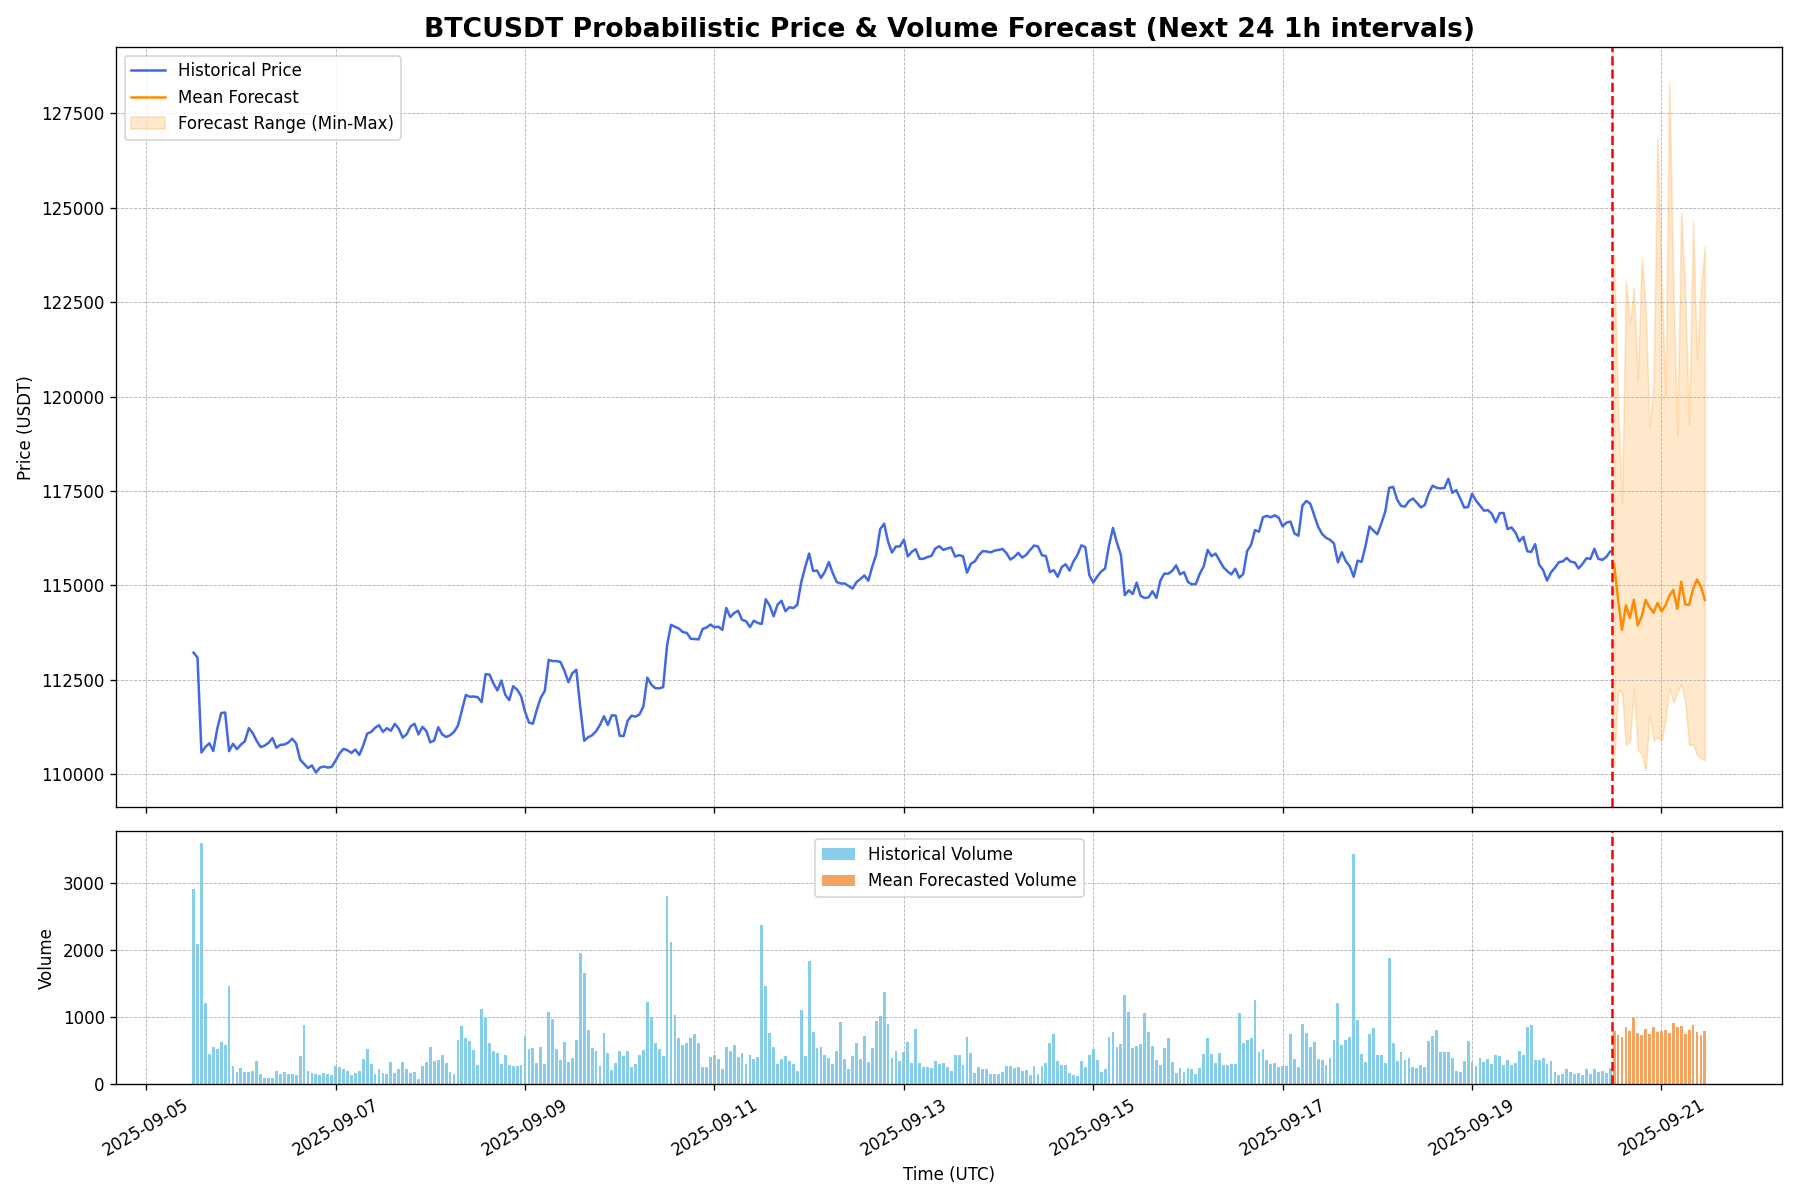 BTCUSDT Probabilistic Price & Volume Forecast (Next 24 1h intervals)
Historical Price
Mean Forecast
Forecast Range (Min-Max)
127500
125000
122500
120000
117500
115000
112500
110000
Price (USDT)
Historical Volume
Mean Forecasted Volume
3000
2000
1000
0
Volume
2025-09-05
2025-09-07
2025-09-09
2025-09-11
2025-09-13
2025-09-15
2025-09-17
2025-09-19
2025-09-21
Time (UTC)